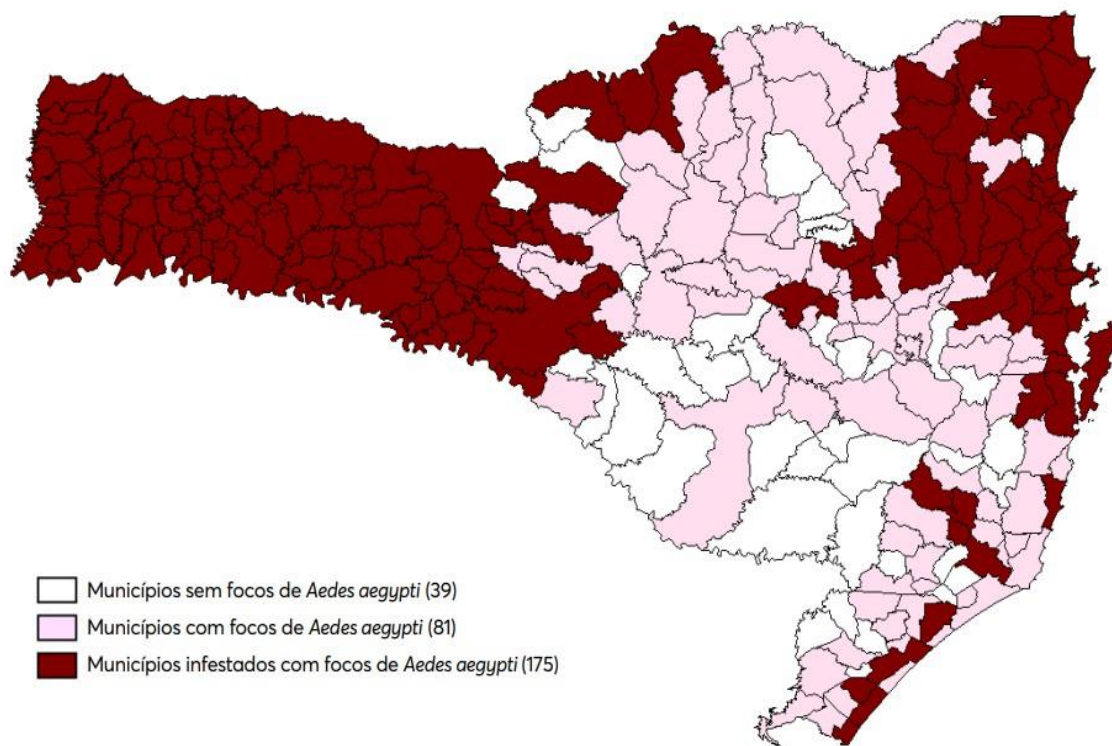 Municípios sem focos de Aedes aegypti (39)
Municípios com focos de Aedes aegypti (81)
Municípios infestados com focos de Aedes aegypti (175)